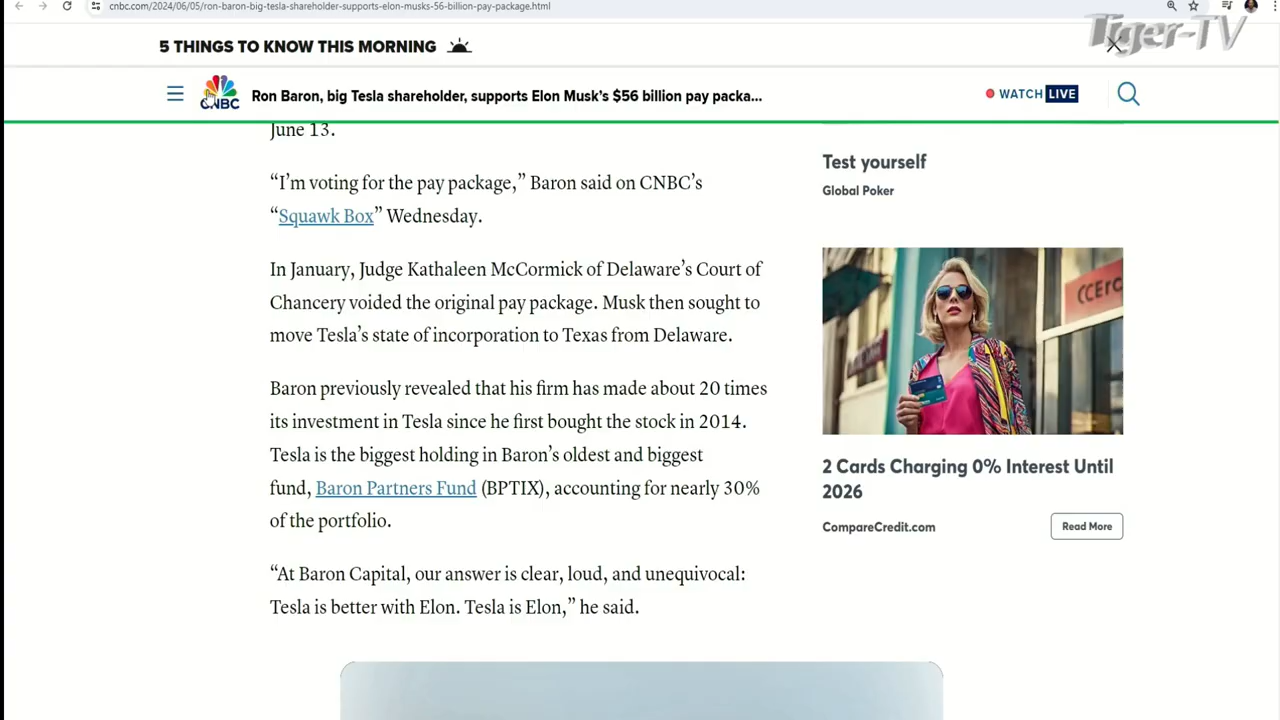 cnbc.com/2024/06/05/ron-baron-big-tesla-shareholder-supports-elon-musks-56-billion-pay-package.html
Tiger-TV
5 THINGS TO KNOW THIS MORNING
CNBC
Ron Baron, big Tesla shareholder, supports Elon Musk’s $56 billion pay packa...
WATCH LIVE
June 13.
“I’m voting for the pay package,” Baron said on CNBC’s
“Squawk Box” Wednesday.
In January, Judge Kathaleen McCormick of Delaware’s Court of
Chancery voided the original pay package. Musk then sought to
move Tesla’s state of incorporation to Texas from Delaware.
Baron previously revealed that his firm has made about 20 times
its investment in Tesla since he first bought the stock in 2014.
Tesla is the biggest holding in Baron’s oldest and biggest
fund, Baron Partners Fund (BPTIX), accounting for nearly 30%
of the portfolio.
“At Baron Capital, our answer is clear, loud, and unequivocal:
Tesla is better with Elon. Tesla is Elon,” he said.
Test yourself
Global Poker
2 Cards Charging 0% Interest Until
2026
CompareCredit.com
Read More